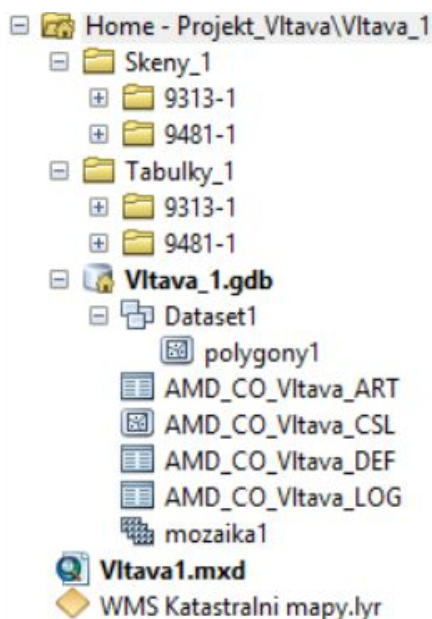 Home - Projekt_Vltava\Vltava_1
Skeny_1
9313-1
9481-1
Tabulky_1
9313-1
9481-1
Vltava_1.gdb
Dataset1
polygony1
AMD_CO_Vltava_ART
AMD_CO_Vltava_CSL
AMD_CO_Vltava_DEF
AMD_CO_Vltava_LOG
mozaika1
Vltava1.mxd
WMS Katastralni mapy.lyr